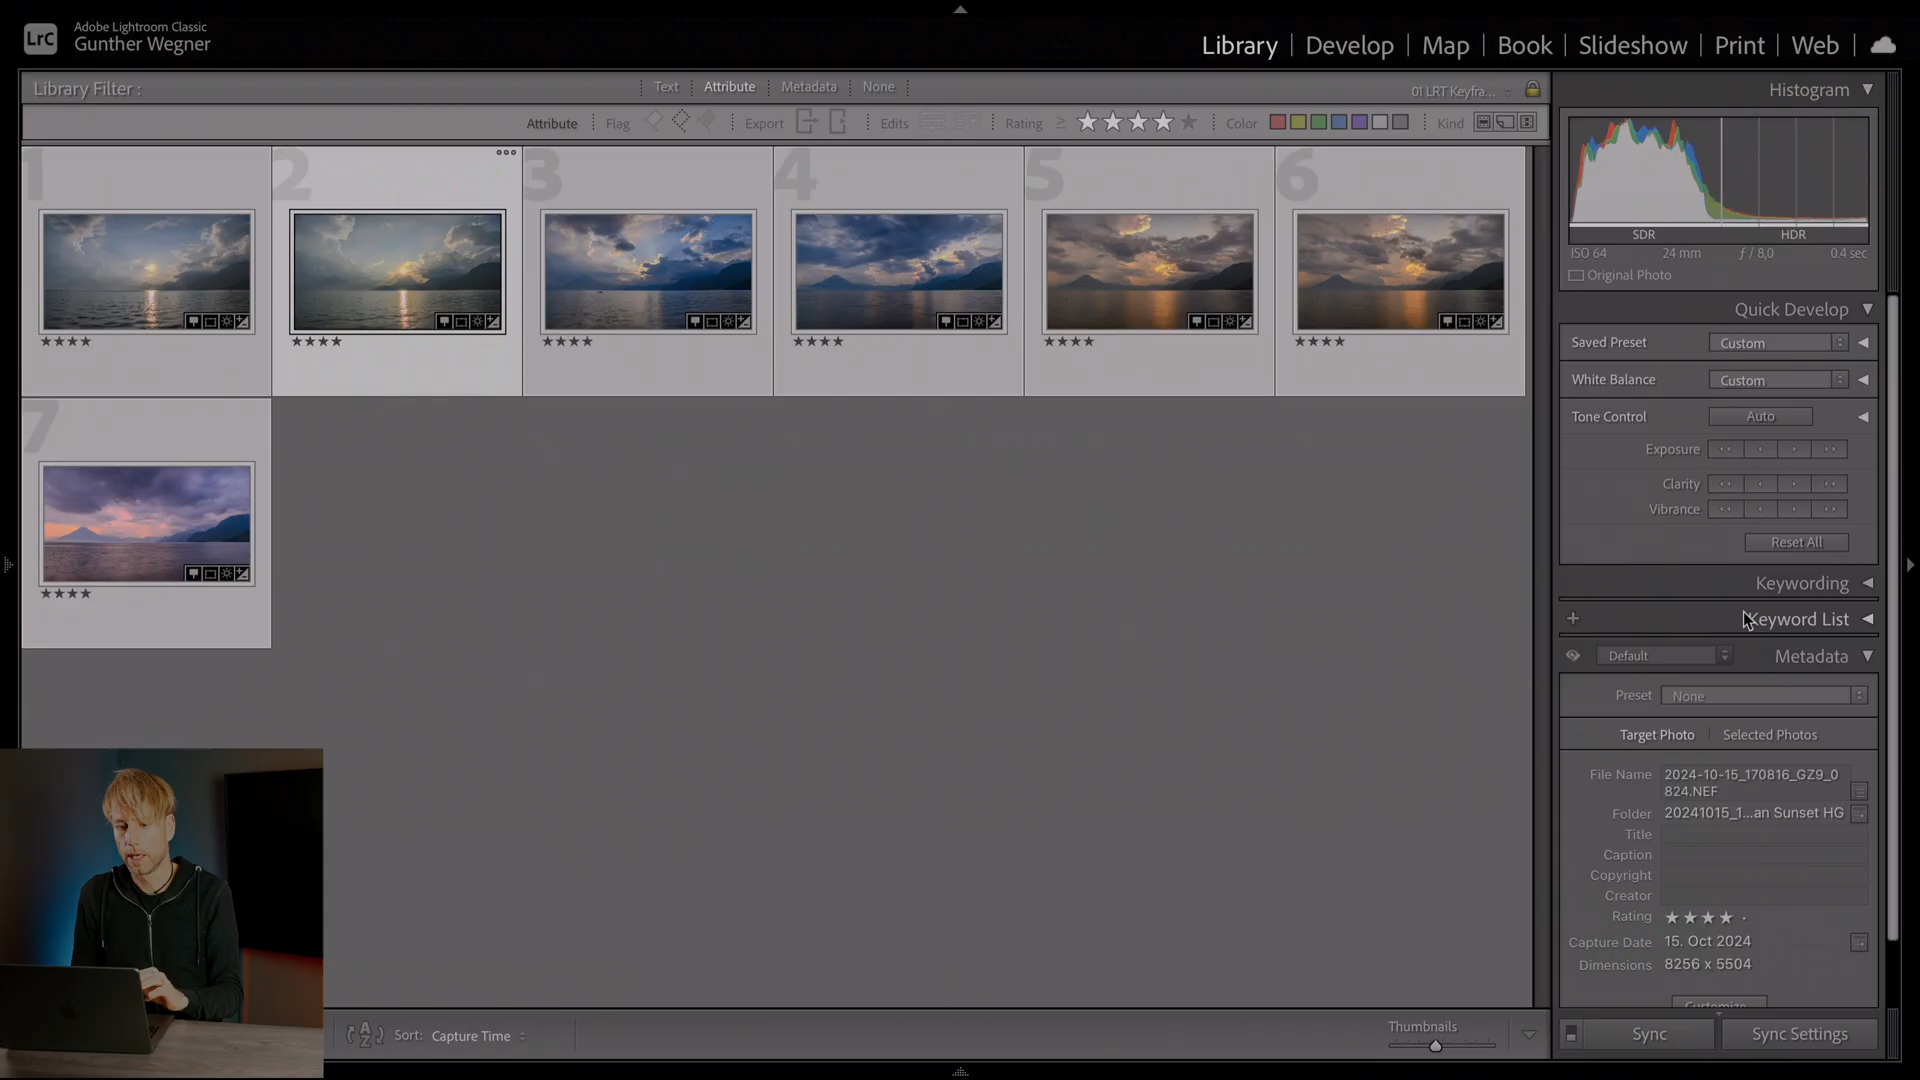 LrC
Adobe Lightroom Classic
Gunther Wegner
Library | Develop | Map | Book | Slideshow | Print | Web
Library Filter :
Text Attribute Metadata None
01 LRT Keyfra...
Attribute Flag Export Edits Rating ≥ ★★★★★ Color Kind
1 2 3 4 5 6
★★★★ ★★★★ ★★★★ ★★★★ ★★★★ ★★★★
7
★★★★
Sort: Capture Time
Thumbnails
Histogram
SDR HDR
ISO 64 24 mm ƒ / 8,0 0.4 sec
Original Photo
Quick Develop
Saved Preset Custom
White Balance Custom
Tone Control Auto
Exposure
Clarity
Vibrance
Reset All
Keywording
+ Keyword List
Default Metadata
Preset None
Target Photo Selected Photos
File Name 2024-10-15_170816_GZ9_0
824.NEF
Folder 20241015_1...an Sunset HG
Title
Caption
Copyright
Creator
Rating ★★★★ ·
Capture Date 15. Oct 2024
Dimensions 8256 x 5504
Customize...
Sync Sync Settings